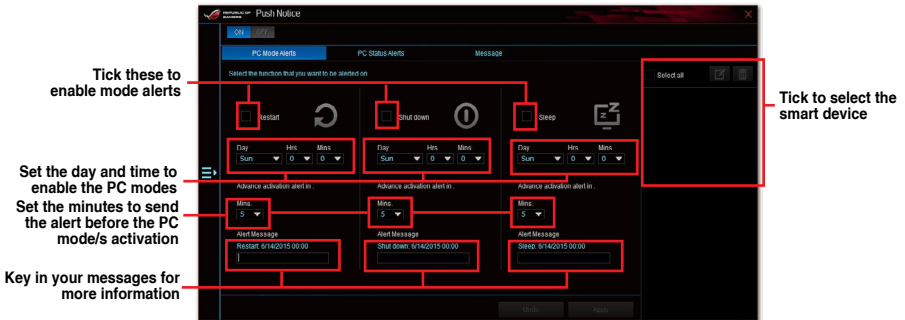 REPUBLIC OF GAMERS Push Notice
ON OFF
PC Mode Alerts PC Status Alerts Message
Select the function that you want to be alerted on
Select all
Tick these to
enable mode alerts
Restart Shut down Sleep
Tick to select the
smart device
Day Hrs Mins Day Hrs Mins Day Hrs Mins
Sun 0 0 Sun 0 0 Sun 0 0
Set the day and time to
enable the PC modes
Advance activation alert in : Advance activation alert in : Advance activation alert in :
Set the minutes to send
the alert before the PC
mode/s activation
Mins. Mins. Mins.
5 5 5
Alert Message Alert Message Alert Message
Restart: 6/14/2015 00:00 Shut down: 6/14/2015 00:00 Sleep: 6/14/2015 00:00
Key in your messages for
more information
Undo Apply